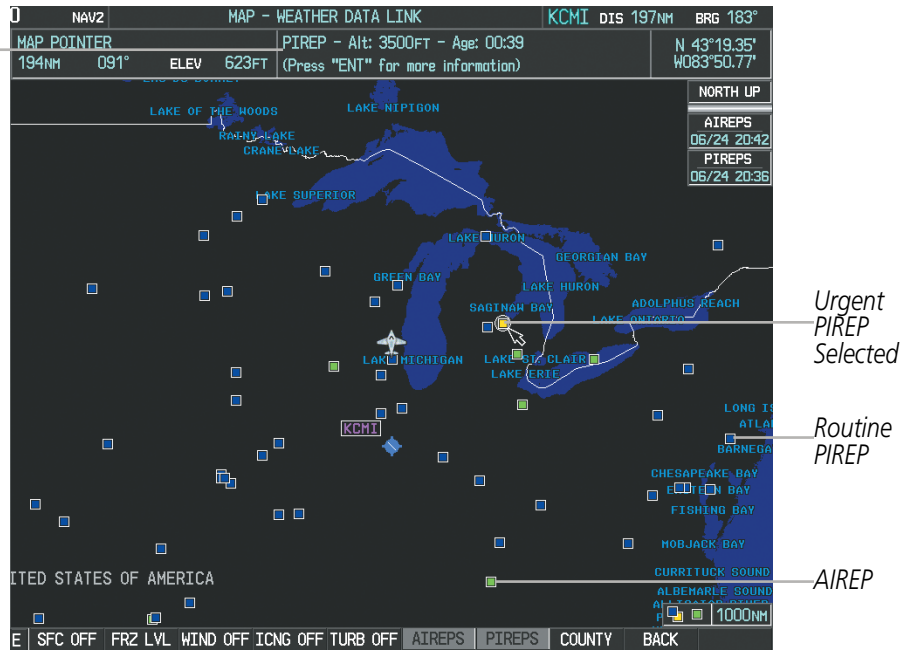 NAV2
MAP - WEATHER DATA LINK
KCMI DIS 197NM BRG 183°
MAP POINTER
194NM 091° ELEV 623FT
PIREP - Alt: 3500FT - Age: 00:39
(Press "ENT" for more information)
N 43°19.35'
W083°50.77'
NORTH UP
AIREPS
06/24 20:42
PIREPS
06/24 20:36
LAKE OF THE WOODS
LAKE NIPIGON
RAINY LAKE
CRANE LAKE
LAKE SUPERIOR
LAKE HURON
GEORGIAN BAY
GREEN BAY
LAKE HURON
SAGINAW BAY
ADOLPHUS REACH
LAKE ONTARIO
Urgent
PIREP
Selected
LAKE MICHIGAN
LAKE ST. CLAIR
LAKE ERIE
LONG IS
ATLA
KCMI
BARNEGA
Routine
PIREP
CHESAPEAKE BAY
EASTERN BAY
FISHING BAY
MOBJACK BAY
CURRITUCK SOUND
ITED STATES OF AMERICA
AIREP
ALBEMARLE SOUND
1000NM
E SFC OFF FRZ LVL WIND OFF ICNG OFF TURB OFF AIREPS PIREPS COUNTY BACK